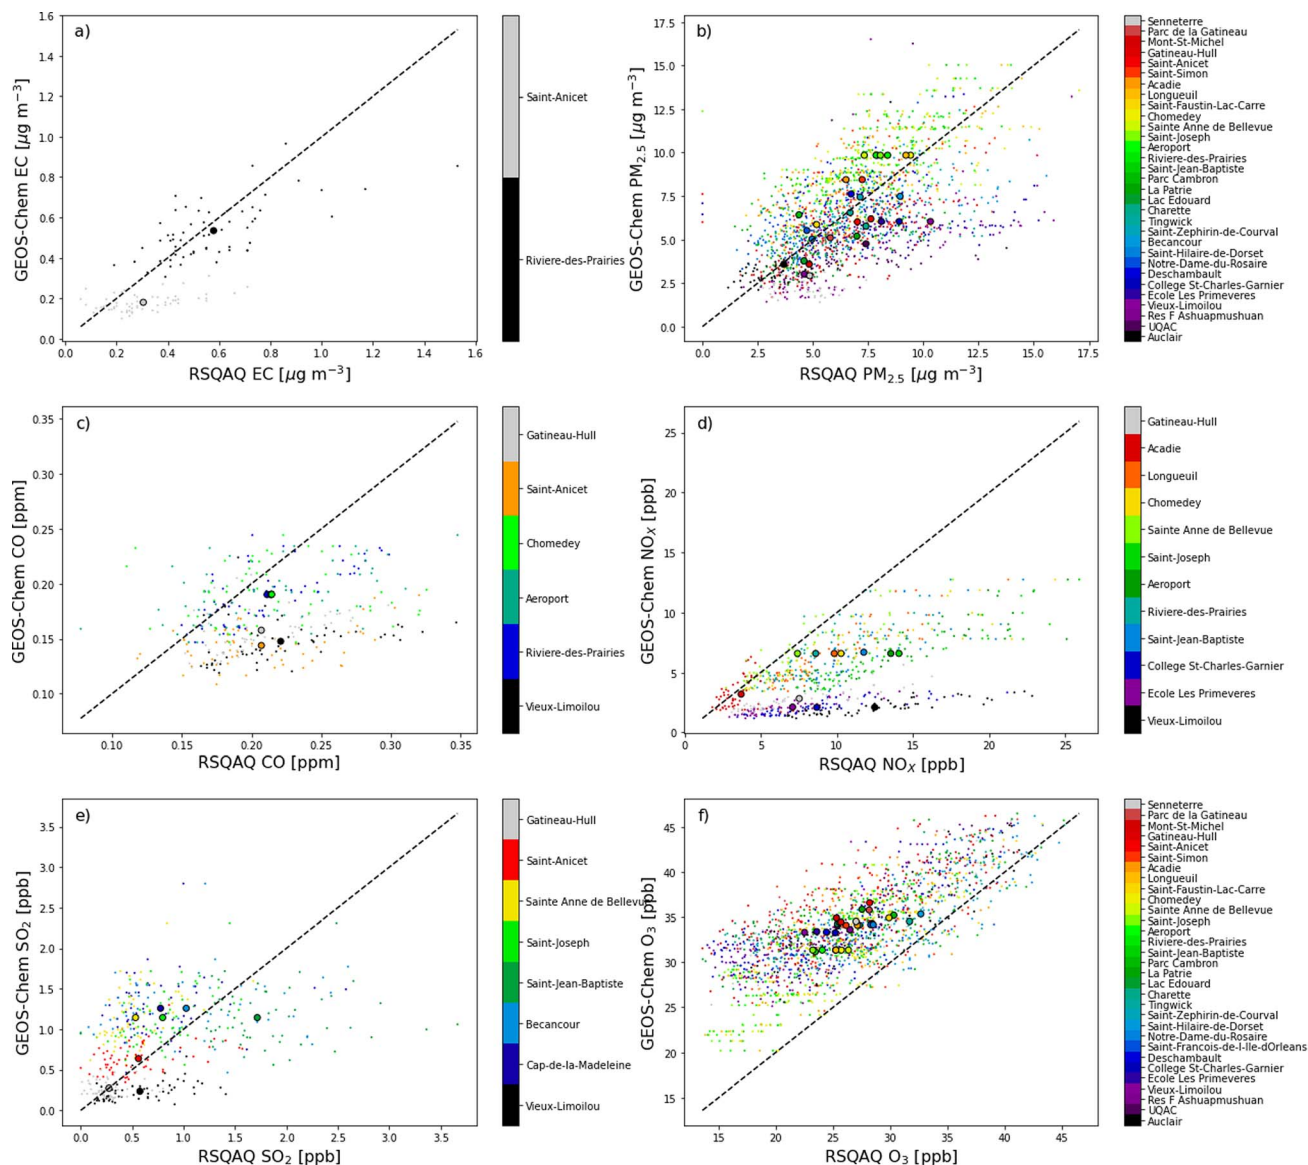 a)
GEOS-Chem EC [μg m⁻³]
1.6
1.4
1.2
1.0
0.8
0.6
0.4
0.2
0.0
0.0 0.2 0.4 0.6 0.8 1.0 1.2 1.4 1.6
RSQAQ EC [μg m⁻³]
Saint-Anicet
Riviere-des-Prairies
b)
GEOS-Chem PM₂.₅ [μg m⁻³]
17.5
15.0
12.5
10.0
7.5
5.0
2.5
0.0
0.0 2.5 5.0 7.5 10.0 12.5 15.0 17.5
RSQAQ PM₂.₅ [μg m⁻³]
Senneterre
Parc de la Gatineau
Mont-St-Michel
Gatineau-Hull
Saint-Anicet
Saint-Simon
Acadie
Longueuil
Saint-Faustin-Lac-Carre
Chomedey
Sainte Anne de Bellevue
Saint-Joseph
Aeroport
Riviere-des-Prairies
Saint-Jean-Baptiste
Parc Cambron
La Patrie
Lac Edouard
Charette
Tingwick
Saint-Zephirin-de-Courval
Becancour
Saint-Hilaire-de-Dorset
Notre-Dame-du-Rosaire
Deschambault
College St-Charles-Garnier
Ecole Les Primeveres
Vieux-Limoilou
Res F Ashuapmushuan
UQAC
Auclair
c)
GEOS-Chem CO [ppm]
0.35
0.30
0.25
0.20
0.15
0.10
0.10 0.15 0.20 0.25 0.30 0.35
RSQAQ CO [ppm]
Gatineau-Hull
Saint-Anicet
Chomedey
Aeroport
Riviere-des-Prairies
Vieux-Limoilou
d)
GEOS-Chem NOₓ [ppb]
25
20
15
10
5
0
0 5 10 15 20 25
RSQAQ NOₓ [ppb]
Gatineau-Hull
Acadie
Longueuil
Chomedey
Sainte Anne de Bellevue
Saint-Joseph
Aeroport
Riviere-des-Prairies
Saint-Jean-Baptiste
College St-Charles-Garnier
Ecole Les Primeveres
Vieux-Limoilou
e)
GEOS-Chem SO₂ [ppb]
3.5
3.0
2.5
2.0
1.5
1.0
0.5
0.0
0.0 0.5 1.0 1.5 2.0 2.5 3.0 3.5
RSQAQ SO₂ [ppb]
Gatineau-Hull
Saint-Anicet
Sainte Anne de Bellevue
Saint-Joseph
Saint-Jean-Baptiste
Becancour
Cap-de-la-Madeleine
Vieux-Limoilou
f)
GEOS-Chem O₃ [ppb]
45
40
35
30
25
20
15
15 20 25 30 35 40 45
RSQAQ O₃ [ppb]
Senneterre
Parc de la Gatineau
Mont-St-Michel
Gatineau-Hull
Saint-Anicet
Saint-Simon
Acadie
Longueuil
Saint-Faustin-Lac-Carre
Chomedey
Sainte Anne de Bellevue
Saint-Joseph
Aeroport
Riviere-des-Prairies
Saint-Jean-Baptiste
Parc Cambron
La Patrie
Lac Edouard
Charette
Tingwick
Saint-Zephirin-de-Courval
Saint-Hilaire-de-Dorset
Notre-Dame-du-Rosaire
Saint-Francois-de-l-Ile-dOrleans
Deschambault
College St-Charles-Garnier
Ecole Les Primeveres
Vieux-Limoilou
Res F Ashuapmushuan
UQAC
Auclair